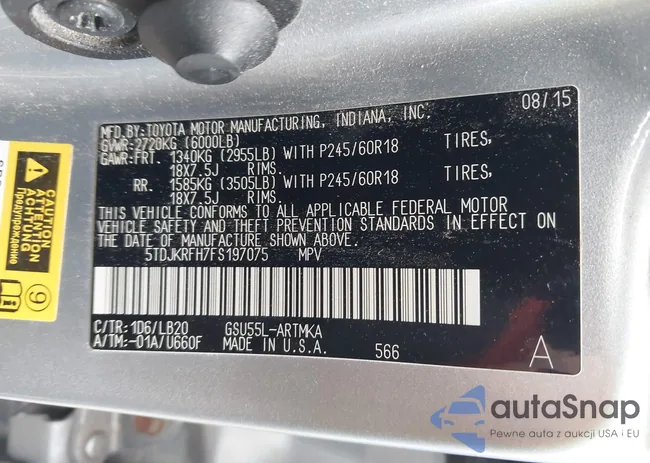 MFD.BY:TOYOTA MOTOR MANUFACTURING, INDIANA, INC. 08/15
GVWR:2720KG (6000LB)
GAWR:FRT. 1340KG (2955LB) WITH P245/60R18 TIRES,
18X7.5J RIMS.
RR. 1585KG (3505LB) WITH P245/60R18 TIRES,
18X7.5J RIMS.
THIS VEHICLE CONFORMS TO ALL APPLICABLE FEDERAL MOTOR
VEHICLE SAFETY AND THEFT PREVENTION STANDARDS IN EFFECT ON
THE DATE OF MANUFACTURE SHOWN ABOVE.
5TDJKRFH7FS197075 MPV
C/TR: 1D6/LB20 GSU55L-ARTMKA
A/TM:-01A/U660F MADE IN U.S.A. 566 A
CAUTION
ATTENTION
ACHTUNG
Предупреждение
9
autaSnap
Pewne auta z aukcji USA i EU